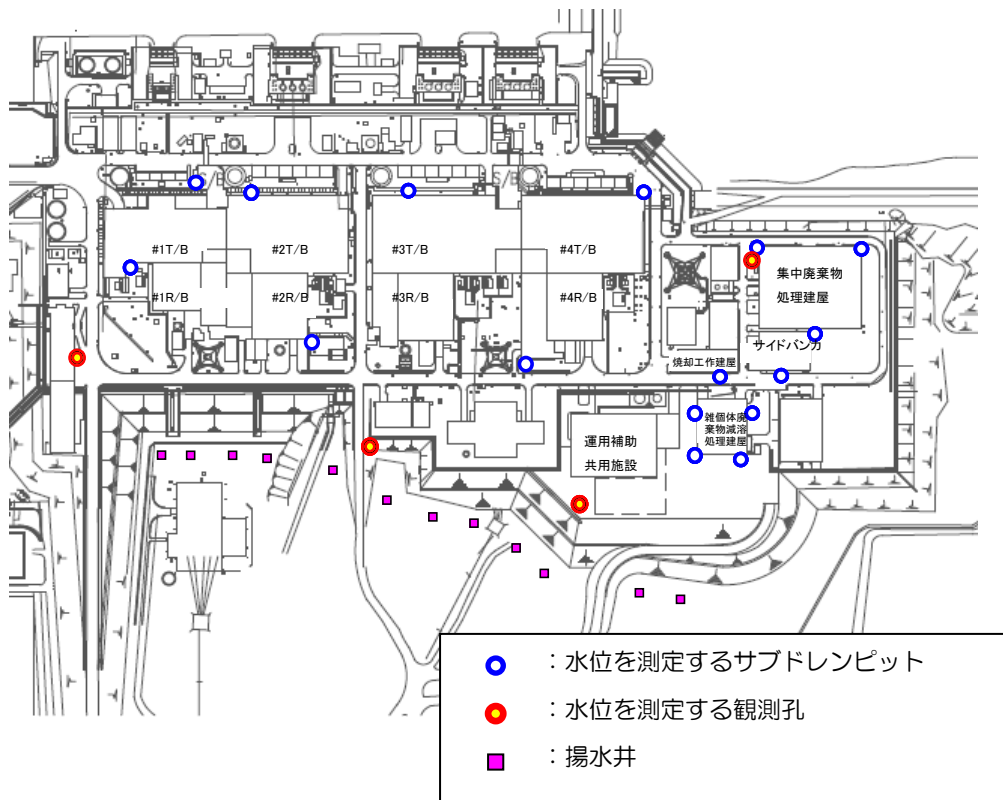 S/B
S/B
#1T/B
#2T/B
#3T/B
#4T/B
集中廃棄物
処理建屋
#1R/B
#2R/B
#3R/B
#4R/B
サイドバンカ
焼却工作建屋
雑個体廃
棄物減溶
処理建屋
運用補助
共用施設
：水位を測定するサブドレンピット
：水位を測定する観測孔
：揚水井